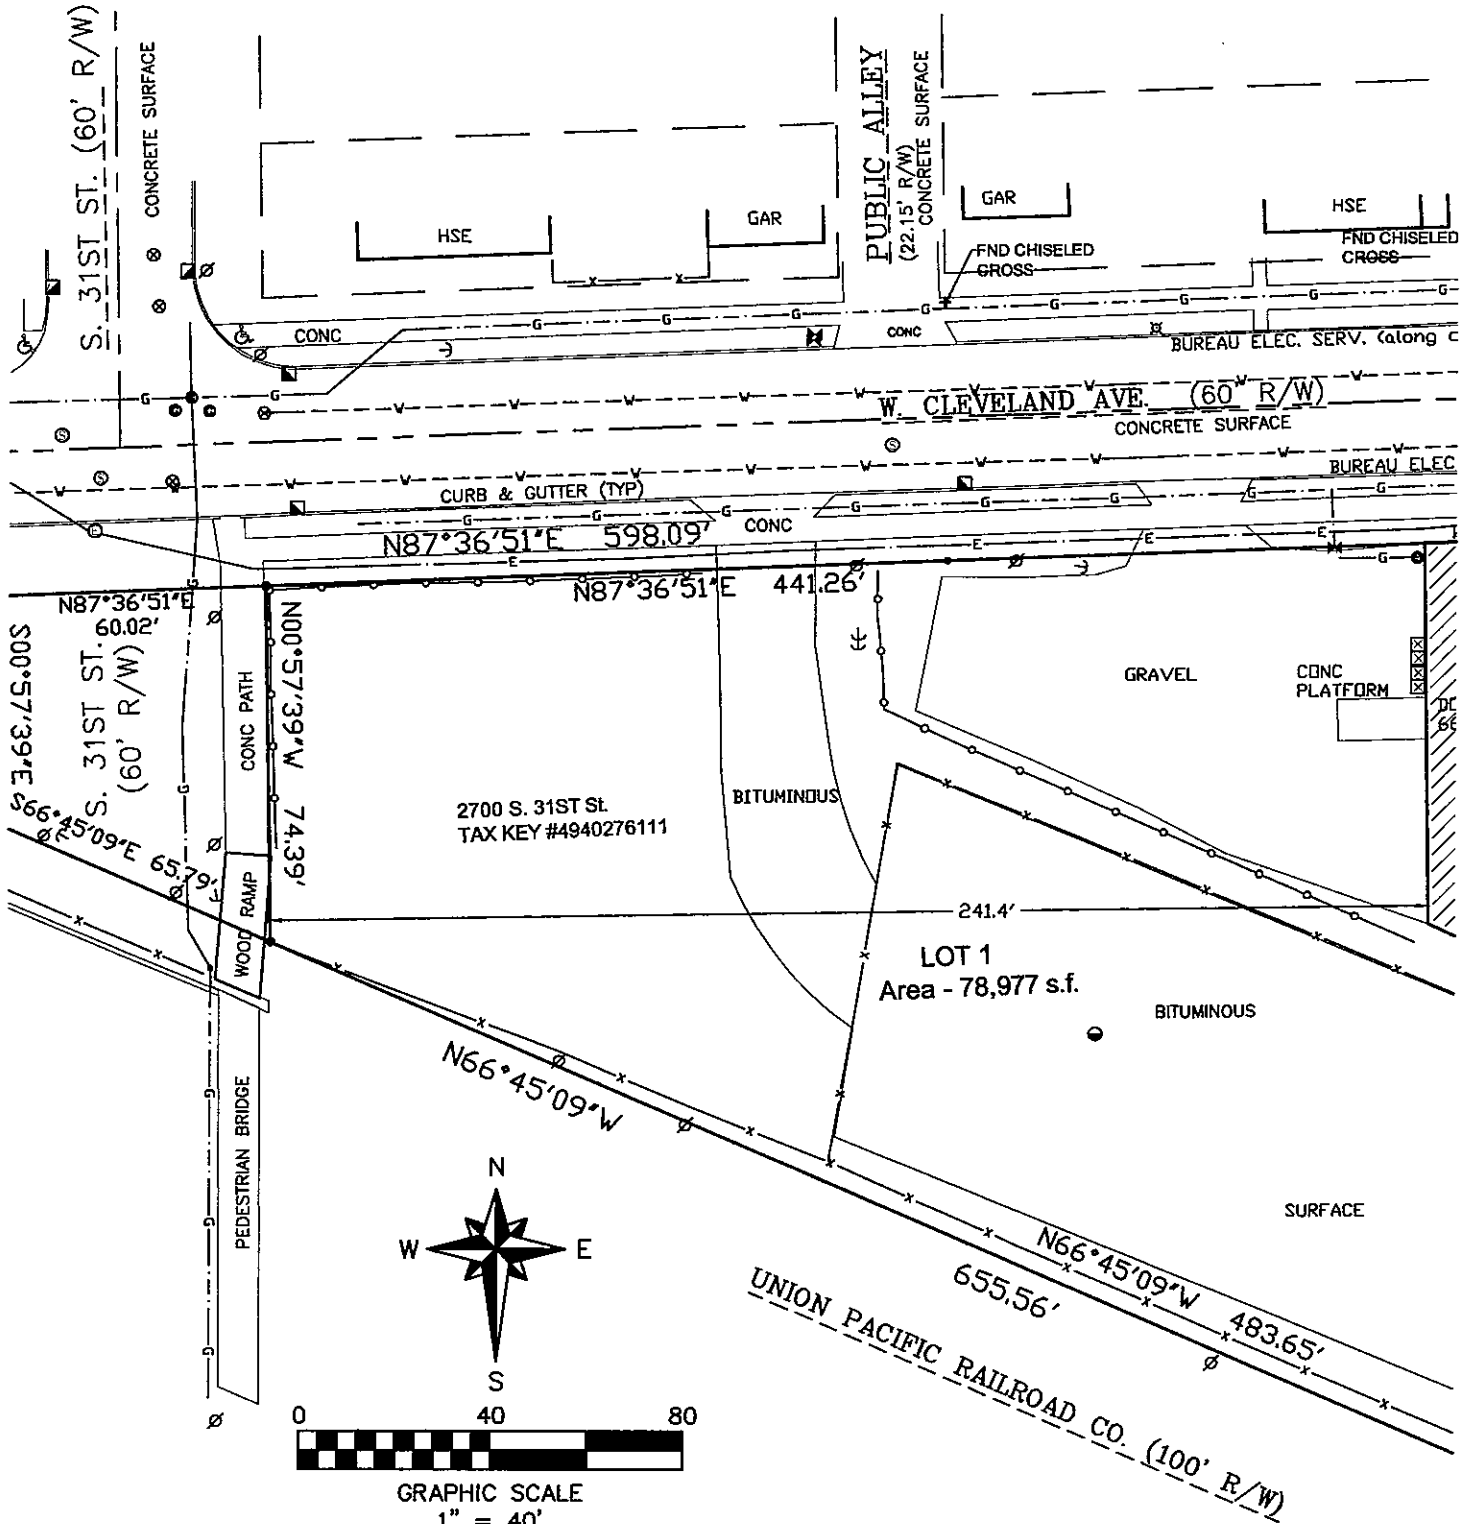 S. 31ST ST. (60' R/W)
CONCRETE SURFACE
PUBLIC ALLEY
(22.15' R/W)
CONCRETE SURFACE
HSE
GAR
GAR
HSE
FND CHISELED
CROSS
FND CHISELED
CROSS
CONC
CONC
BUREAU ELEC. SERV. (along c
W. CLEVELAND AVE. (60' R/W)
CONCRETE SURFACE
BUREAU ELEC
CURB & GUTTER (TYP)
CONC
N87°36'51"E 598.09'
N87°36'51"E 441.26'
N87°36'51"E
60.02'
S00°57'39"E
S. 31ST ST.
(60' R/W)
CONC PATH
N00°57'39"W 74.39'
GRAVEL
CONC
PLATFORM
2700 S. 31ST St.
TAX KEY #4940276111
BITUMINOUS
S66°45'09"E 65.79'
WOOD RAMP
241.4'
LOT 1
Area - 78,977 s.f.
BITUMINOUS
N66°45'09"W
PEDESTRIAN BRIDGE
SURFACE
N66°45'09"W 483.65'
655.56'
UNION PACIFIC RAILROAD CO. (100' R/W)
N
W E
S
0 40 80
GRAPHIC SCALE
1" = 40'